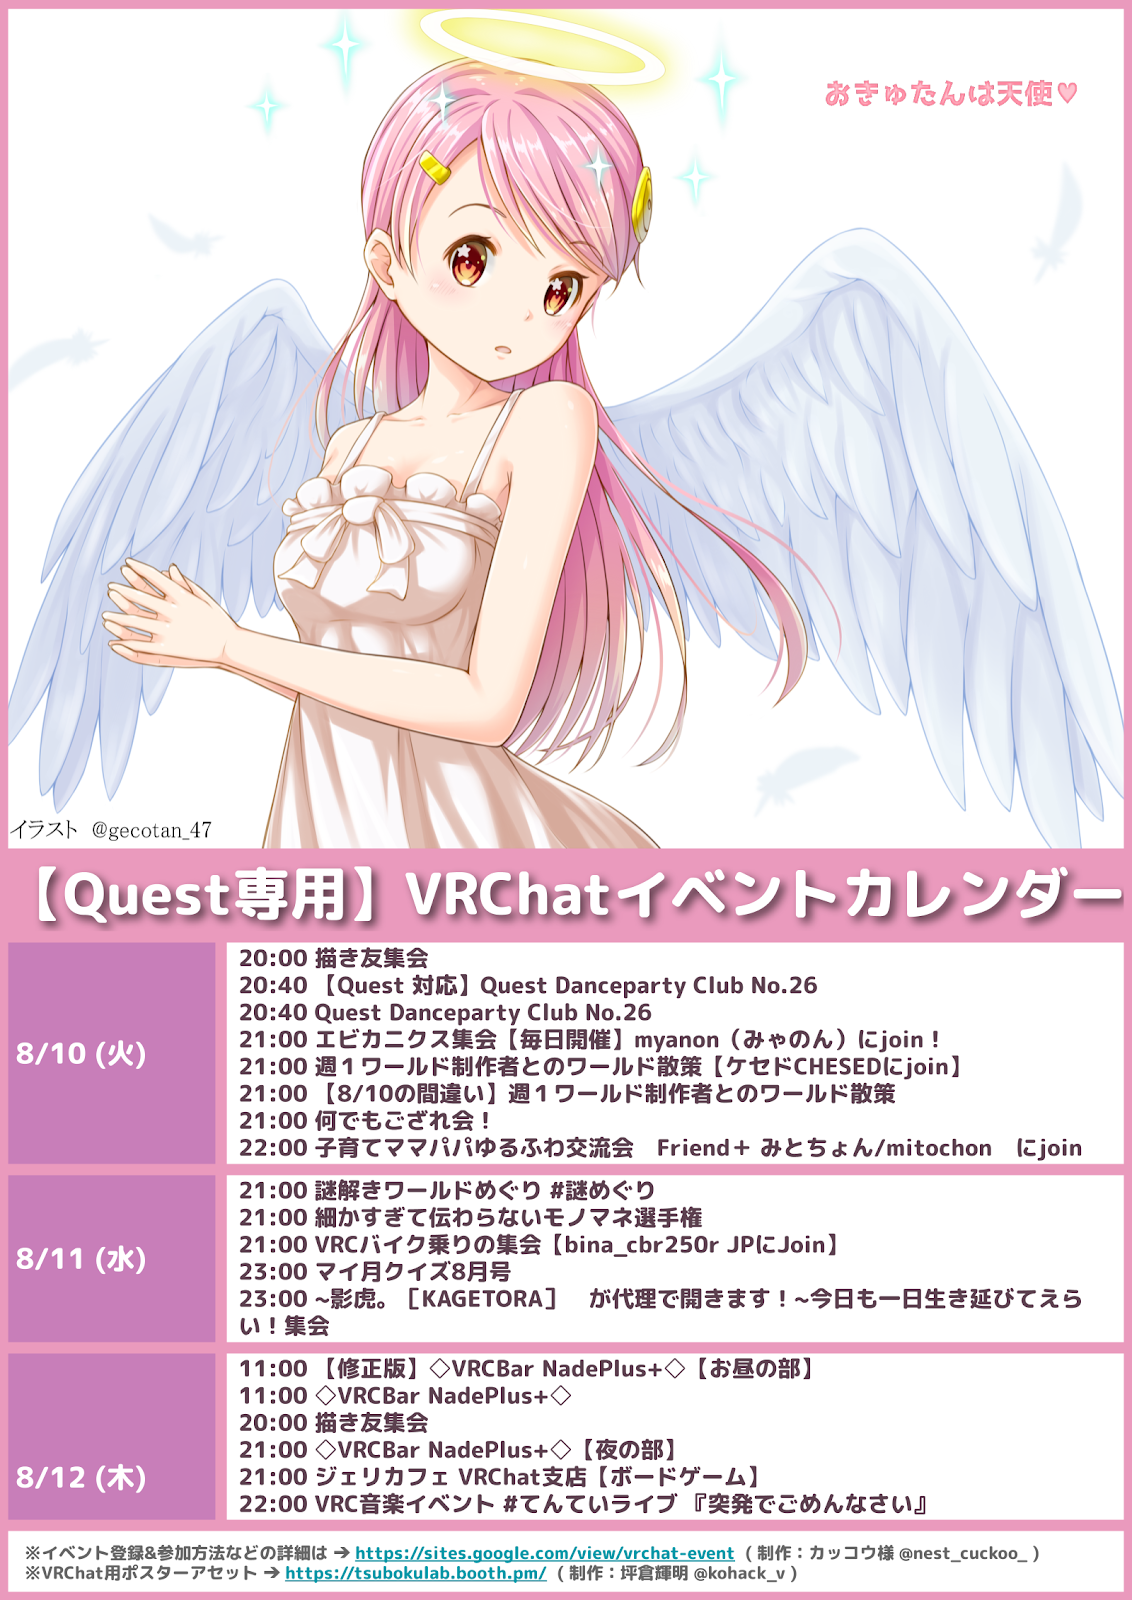 おきゅたんは天使♥
イラスト @gecotan_47
【Quest専用】VRChatイベントカレンダー
8/10 (火)
20:00 描き友集会
20:40 【Quest 対応】Quest Danceparty Club No.26
20:40 Quest Danceparty Club No.26
21:00 エビカニクス集会【毎日開催】myanon（みゃのん）にjoin！
21:00 週１ワールド制作者とのワールド散策【ケセドCHESEDにjoin】
21:00 【8/10の間違い】週１ワールド制作者とのワールド散策
21:00 何でもござれ会！
22:00 子育てママパパゆるふわ交流会　Friend＋ みとちょん/mitochon　にjoin
8/11 (水)
21:00 謎解きワールドめぐり #謎めぐり
21:00 細かすぎて伝わらないモノマネ選手権
21:00 VRCバイク乗りの集会【bina_cbr250r JPにJoin】
23:00 マイ月クイズ8月号
23:00 ~影虎。［KAGETORA］　が代理で開きます！~今日も一日生き延びてえら
い！集会
8/12 (木)
11:00 【修正版】◇VRCBar NadePlus+◇【お昼の部】
11:00 ◇VRCBar NadePlus+◇
20:00 描き友集会
21:00 ◇VRCBar NadePlus+◇【夜の部】
21:00 ジェリカフェ VRChat支店【ボードゲーム】
22:00 VRC音楽イベント #てんていライブ 『突発でごめんなさい』
※イベント登録&参加方法などの詳細は ➔ https://sites.google.com/view/vrchat-event ( 制作：カッコウ様 @nest_cuckoo_ )
※VRChat用ポスターアセット ➔ https://tsubokulab.booth.pm/ ( 制作：坪倉輝明 @kohack_v )